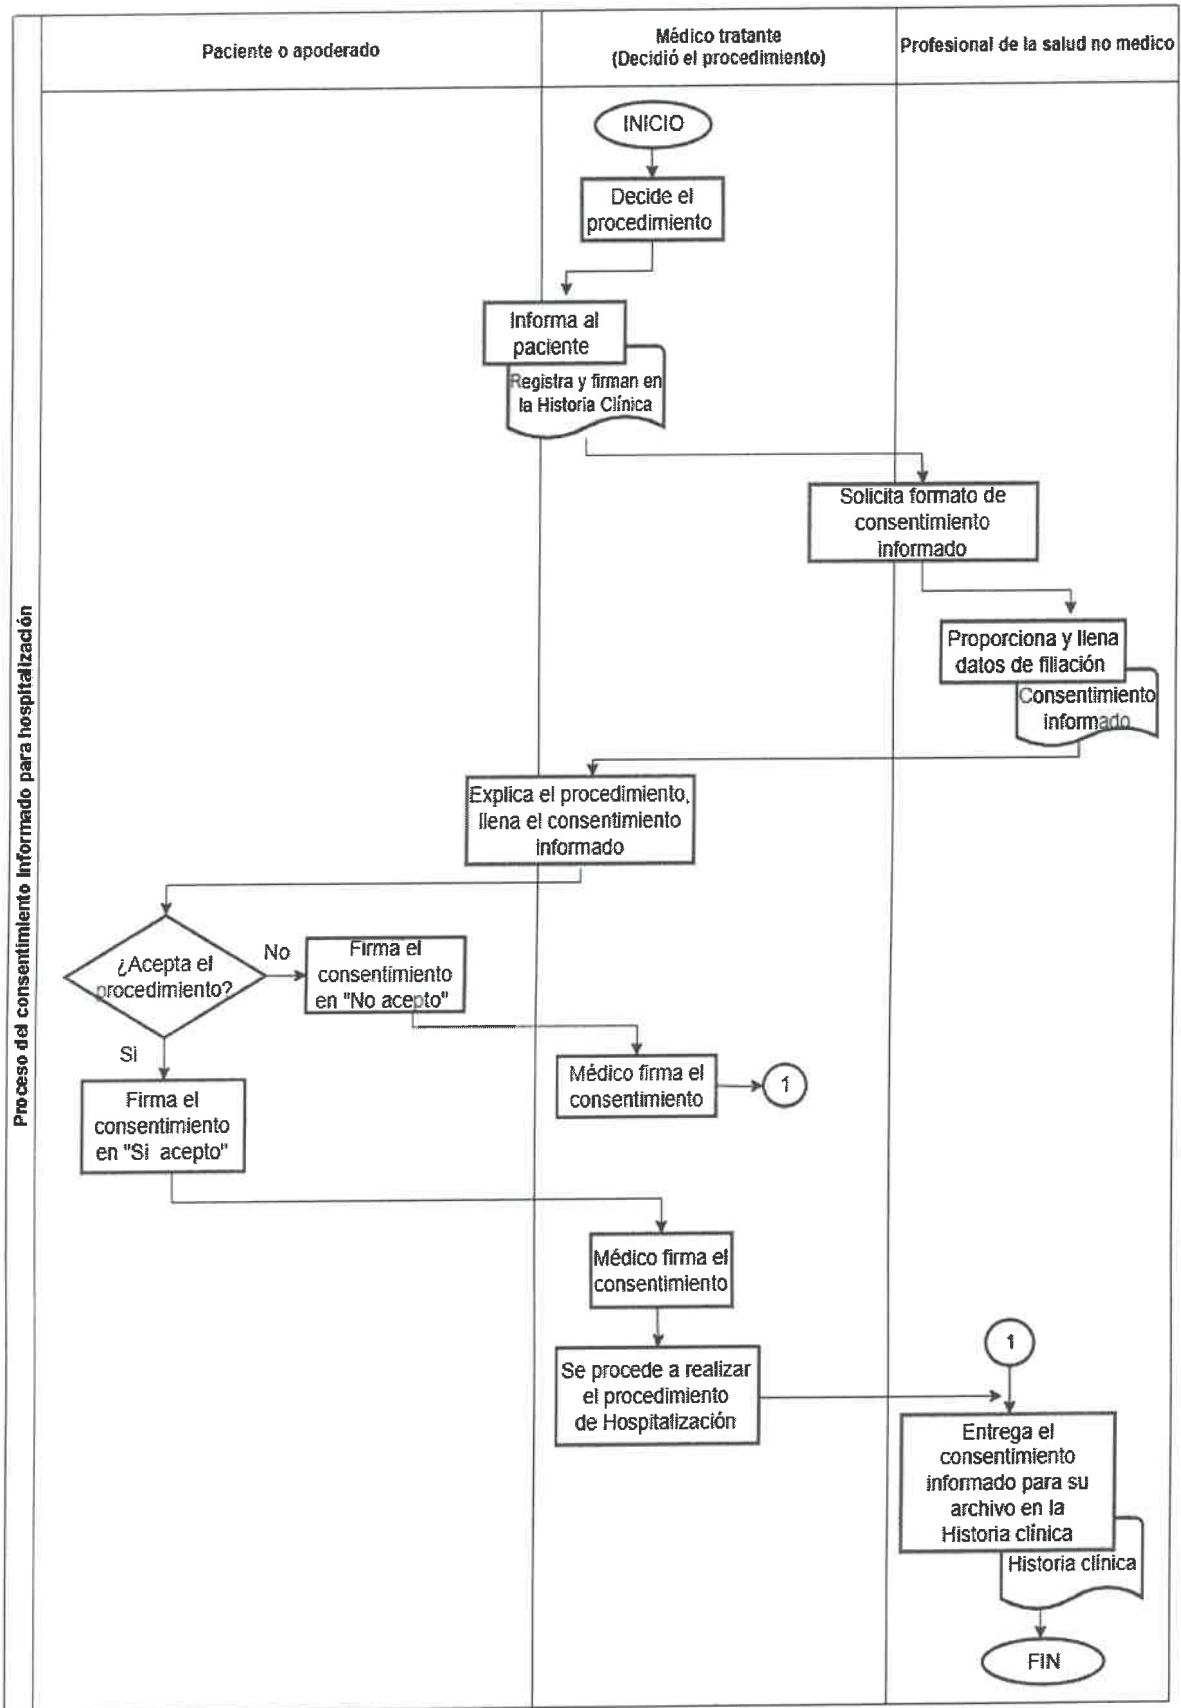 Proceso del consentimiento Informado para hospitalización
Paciente o apoderado
Médico tratante
(Decidió el procedimiento)
Profesional de la salud no medico
INICIO
Decide el
procedimiento
Informa al
paciente
Registra y firman en
la Historia Clínica
Solicita formato de
consentimiento
informado
Proporciona y llena
datos de filiación
Consentimiento
informado
Explica el procedimiento,
llena el consentimiento
informado
¿Acepta el
procedimiento?
No
Firma el
consentimiento
en "No acepto"
Si
Médico firma el
consentimiento
1
Firma el
consentimiento
en "Si acepto"
Médico firma el
consentimiento
1
Se procede a realizar
el procedimiento
de Hospitalización
Entrega el
consentimiento
informado para su
archivo en la
Historia clínica
Historia clínica
FIN